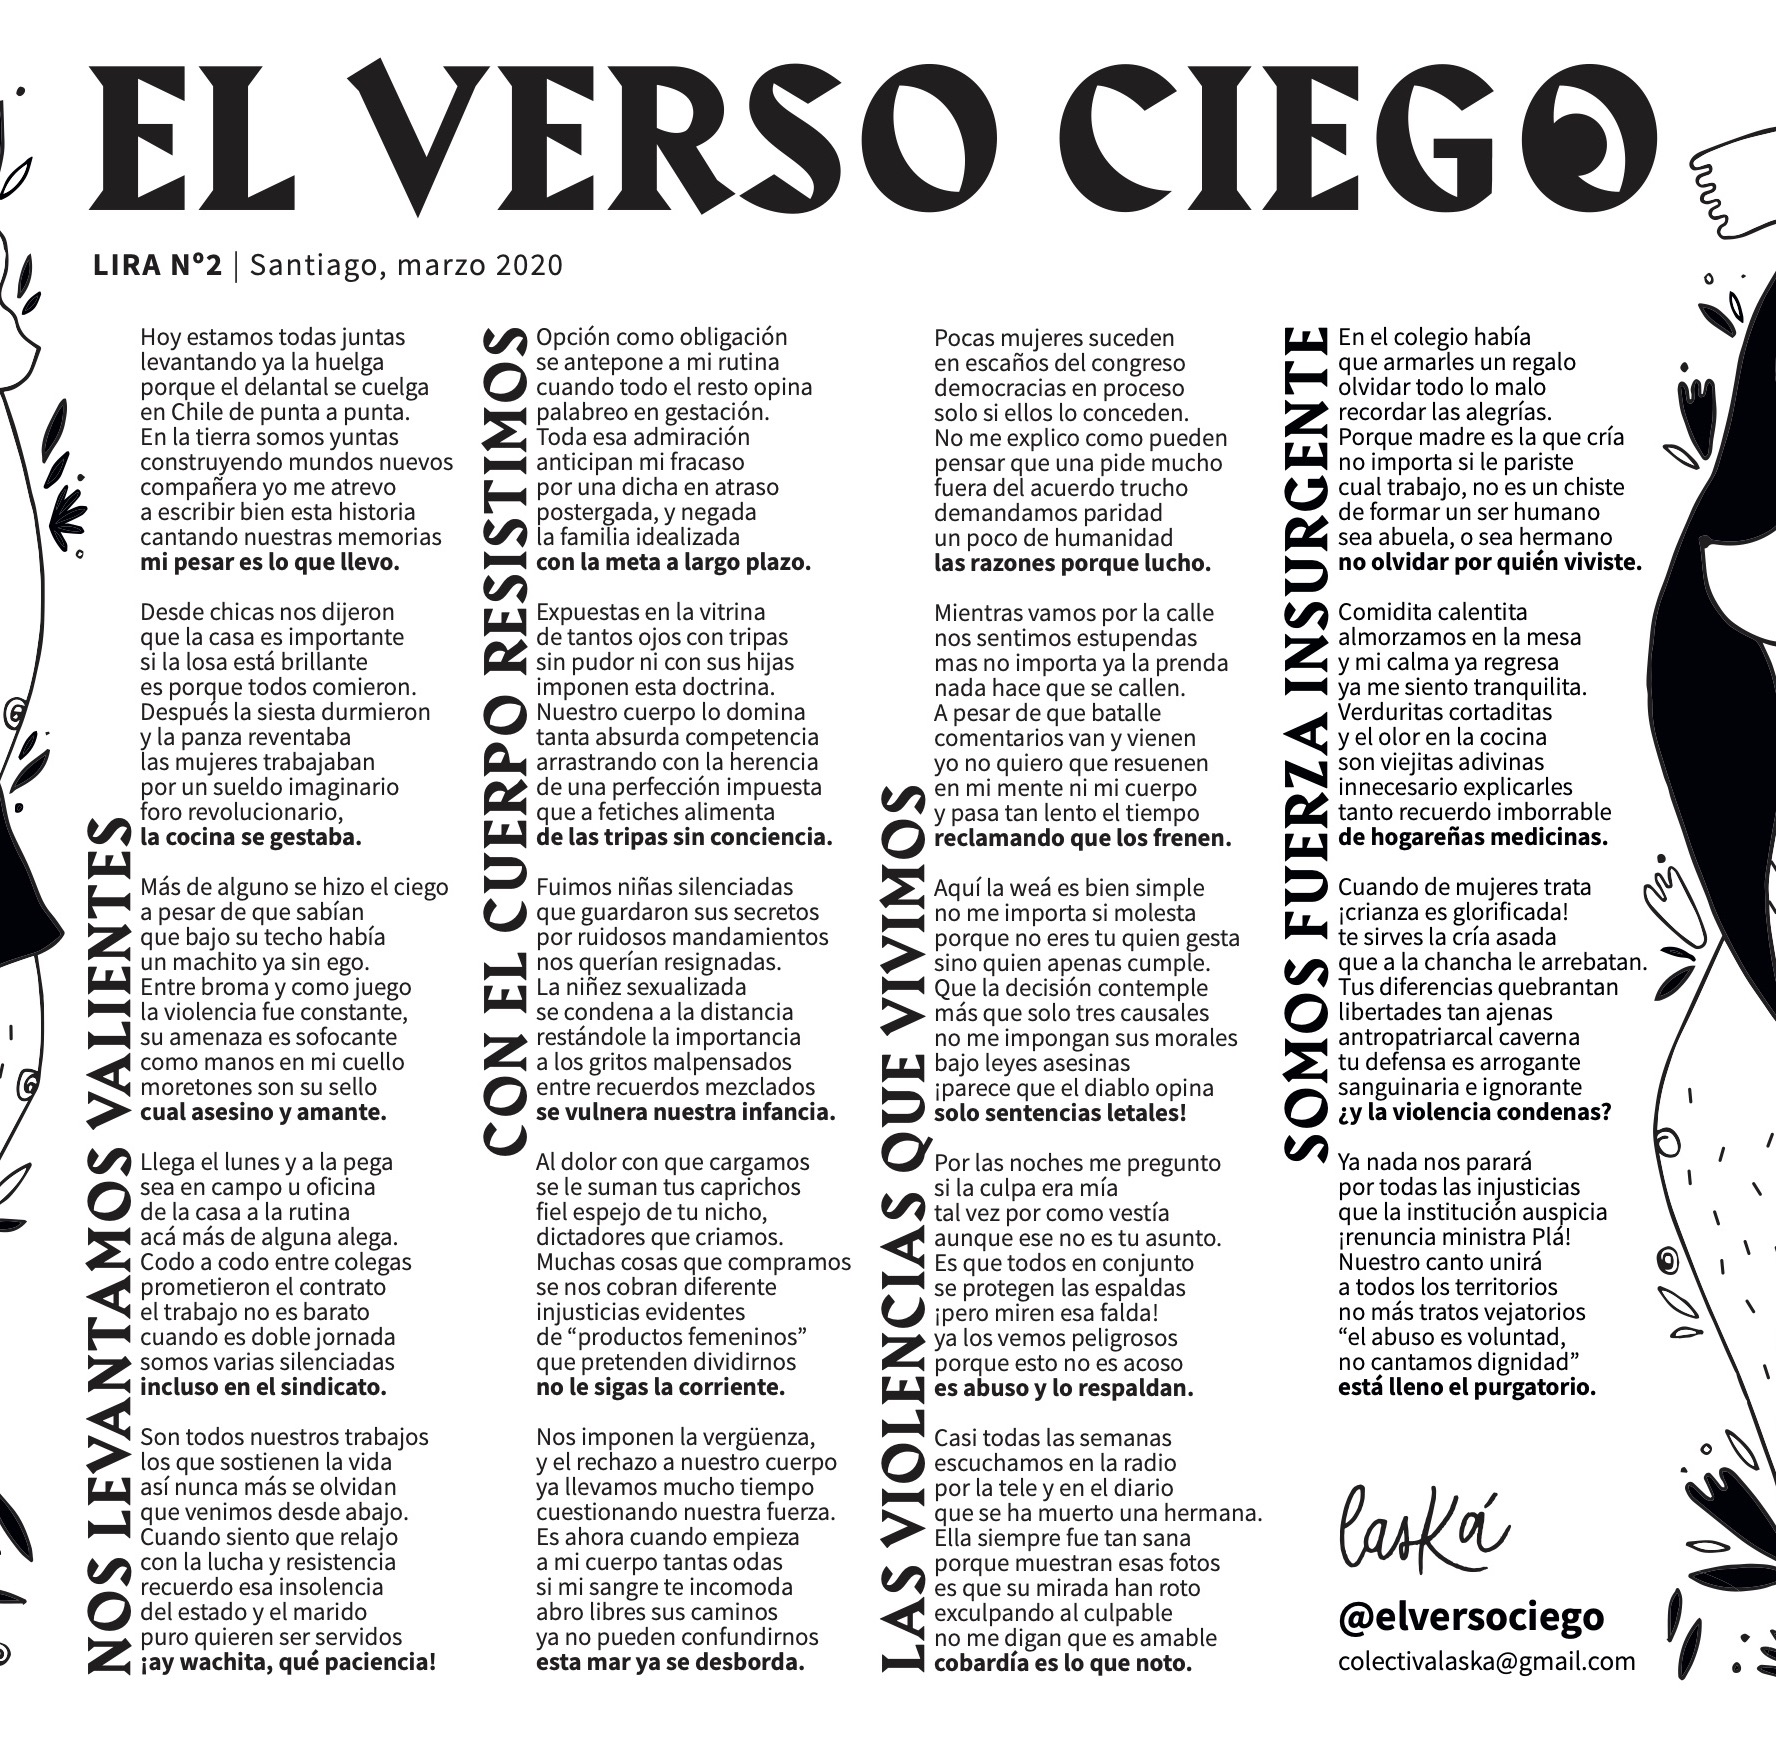 EL VERSO CIEGO
LIRA Nº2 | Santiago, marzo 2020
NOS LEVANTAMOS VALIENTES
Hoy estamos todas juntas
levantando ya la huelga
porque el delantal se cuelga
en Chile de punta a punta.
En la tierra somos yuntas
construyendo mundos nuevos
compañera yo me atrevo
a escribir bien esta historia
cantando nuestras memorias
mi pesar es lo que llevo.
Desde chicas nos dijeron
que la casa es importante
si la losa está brillante
es porque todos comieron.
Después la siesta durmieron
y la panza reventaba
las mujeres trabajaban
por un sueldo imaginario
foro revolucionario,
la cocina se gestaba.
Más de alguno se hizo el ciego
a pesar de que sabían
que bajo su techo había
un machito ya sin ego.
Entre broma y como juego
la violencia fue constante,
su amenaza es sofocante
como manos en mi cuello
moretones son su sello
cual asesino y amante.
Llega el lunes y a la pega
sea en campo u oficina
de la casa a la rutina
acá más de alguna alega.
Codo a codo entre colegas
prometieron el contrato
el trabajo no es barato
cuando es doble jornada
somos varias silenciadas
incluso en el sindicato.
Son todos nuestros trabajos
los que sostienen la vida
así nunca más se olvidan
que venimos desde abajo.
Cuando siento que relajo
con la lucha y resistencia
recuerdo esa insolencia
del estado y el marido
puro quieren ser servidos
¡ay wachita, qué paciencia!
CON EL CUERPO RESISTIMOS
Opción como obligación
se antepone a mi rutina
cuando todo el resto opina
palabreo en gestación.
Toda esa admiración
anticipan mi fracaso
por una dicha en atraso
postergada, y negada
la familia idealizada
con la meta a largo plazo.
Expuestas en la vitrina
de tantos ojos con tripas
sin pudor ni con sus hijas
imponen esta doctrina.
Nuestro cuerpo lo domina
tanta absurda competencia
arrastrando con la herencia
de una perfección impuesta
que a fetiches alimenta
de las tripas sin conciencia.
Fuimos niñas silenciadas
que guardaron sus secretos
por ruidosos mandamientos
nos querían resignadas.
La niñez sexualizada
se condena a la distancia
restándole la importancia
a los gritos malpensados
entre recuerdos mezclados
se vulnera nuestra infancia.
Al dolor con que cargamos
se le suman tus caprichos
fiel espejo de tu nicho,
dictadores que criamos.
Muchas cosas que compramos
se nos cobran diferente
injusticias evidentes
de “productos femeninos”
que pretenden dividirnos
no le sigas la corriente.
Nos imponen la vergüenza,
y el rechazo a nuestro cuerpo
ya llevamos mucho tiempo
cuestionando nuestra fuerza.
Es ahora cuando empieza
a mi cuerpo tantas odas
si mi sangre te incomoda
abro libres sus caminos
ya no pueden confundirnos
esta mar ya se desborda.
LAS VIOLENCIAS QUE VIVIMOS
Pocas mujeres suceden
en escaños del congreso
democracias en proceso
solo si ellos lo conceden.
No me explico como pueden
pensar que una pide mucho
fuera del acuerdo trucho
demandamos paridad
un poco de humanidad
las razones porque lucho.
Mientras vamos por la calle
nos sentimos estupendas
mas no importa ya la prenda
nada hace que se callen.
A pesar de que batalle
comentarios van y vienen
yo no quiero que resuenen
en mi mente ni mi cuerpo
y pasa tan lento el tiempo
reclamando que los frenen.
Aquí la weá es bien simple
no me importa si molesta
porque no eres tu quien gesta
sino quien apenas cumple.
Que la decisión contemple
más que solo tres causales
no me impongan sus morales
bajo leyes asesinas
¡parece que el diablo opina
solo sentencias letales!
Por las noches me pregunto
si la culpa era mía
tal vez por como vestía
aunque ese no es tu asunto.
Es que todos en conjunto
se protegen las espaldas
¡pero miren esa falda!
ya los vemos peligrosos
porque esto no es acoso
es abuso y lo respaldan.
Casi todas las semanas
escuchamos en la radio
por la tele y en el diario
que se ha muerto una hermana.
Ella siempre fue tan sana
porque muestran esas fotos
es que su mirada han roto
exculpando al culpable
no me digan que es amable
cobardía es lo que noto.
SOMOS FUERZA INSURGENTE
En el colegio había
que armarles un regalo
olvidar todo lo malo
recordar las alegrías.
Porque madre es la que cría
no importa si le pariste
cual trabajo, no es un chiste
de formar un ser humano
sea abuela, o sea hermano
no olvidar por quién viviste.
Comidita calentita
almorzamos en la mesa
y mi calma ya regresa
ya me siento tranquilita.
Verduritas cortaditas
y el olor en la cocina
son viejitas adivinas
innecesario explicarles
tanto recuerdo imborrable
de hogareñas medicinas.
Cuando de mujeres trata
¡crianza es glorificada!
te sirves la cría asada
que a la chancha le arrebatan.
Tus diferencias quebrantan
libertades tan ajenas
antropatriarcal caverna
tu defensa es arrogante
sanguinaria e ignorante
¿y la violencia condenas?
Ya nada nos parará
por todas las injusticias
que la institución auspicia
¡renuncia ministra Plá!
Nuestro canto unirá
a todos los territorios
no más tratos vejatorios
“el abuso es voluntad,
no cantamos dignidad”
está lleno el purgatorio.
lasKá
@elversociego
colectivalaska@gmail.com